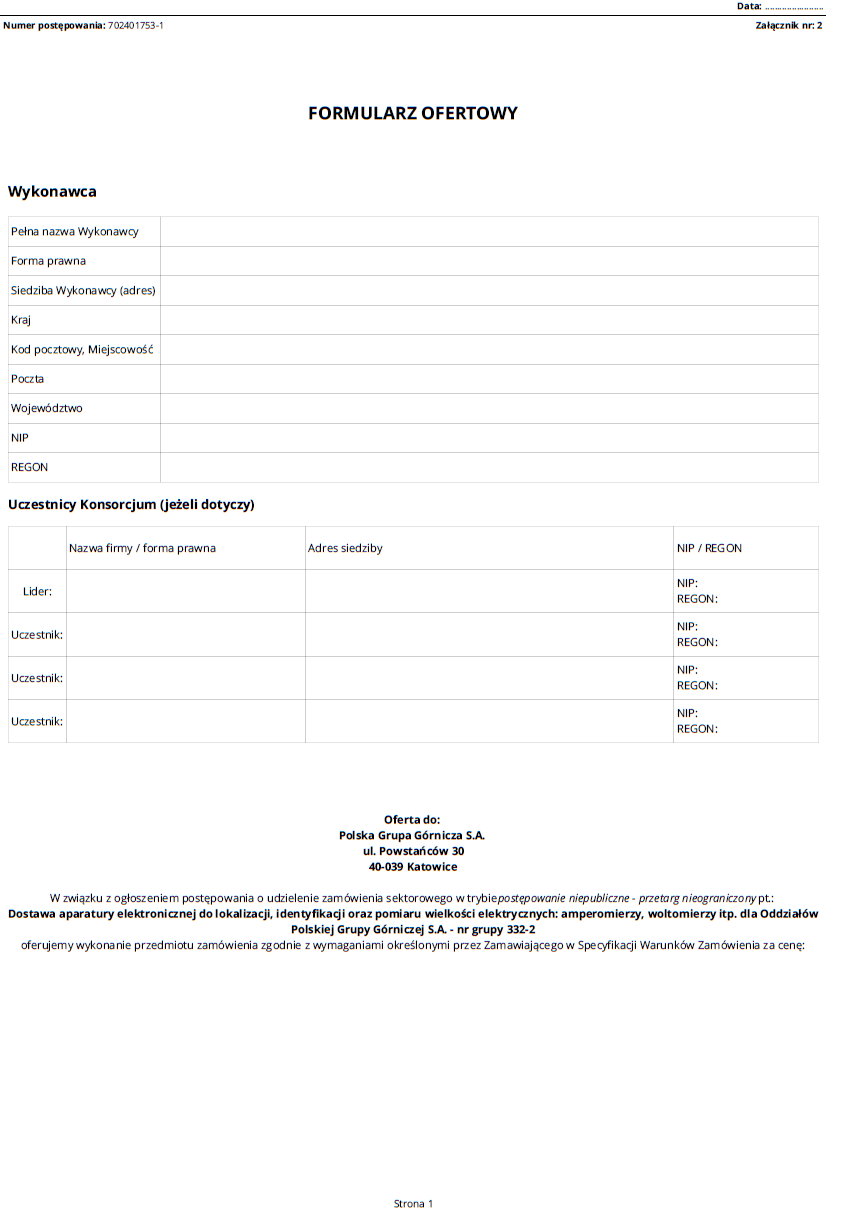 Data: ........................
Numer postępowania: 702401753-1 Załącznik nr: 2
FORMULARZ OFERTOWY
Wykonawca
Pełna nazwa Wykonawcy
Forma prawna
Siedziba Wykonawcy (adres)
Kraj
Kod pocztowy, Miejscowość
Poczta
Województwo
NIP
REGON
Uczestnicy Konsorcjum (jeżeli dotyczy)
Nazwa firmy / forma prawna Adres siedziby NIP / REGON
Lider: NIP:
REGON:
Uczestnik: NIP:
REGON:
Uczestnik: NIP:
REGON:
Uczestnik: NIP:
REGON:
Oferta do:
Polska Grupa Górnicza S.A.
ul. Powstańców 30
40-039 Katowice
W związku z ogłoszeniem postępowania o udzielenie zamówienia sektorowego w trybiepostępowanie niepubliczne - przetarg nieograniczony pt.:
Dostawa aparatury elektronicznej do lokalizacji, identyfikacji oraz pomiaru wielkości elektrycznych: amperomierzy, woltomierzy itp. dla Oddziałów
Polskiej Grupy Górniczej S.A. - nr grupy 332-2
oferujemy wykonanie przedmiotu zamówienia zgodnie z wymaganiami określonymi przez Zamawiającego w Specyfikacji Warunków Zamówienia za cenę:
Strona 1